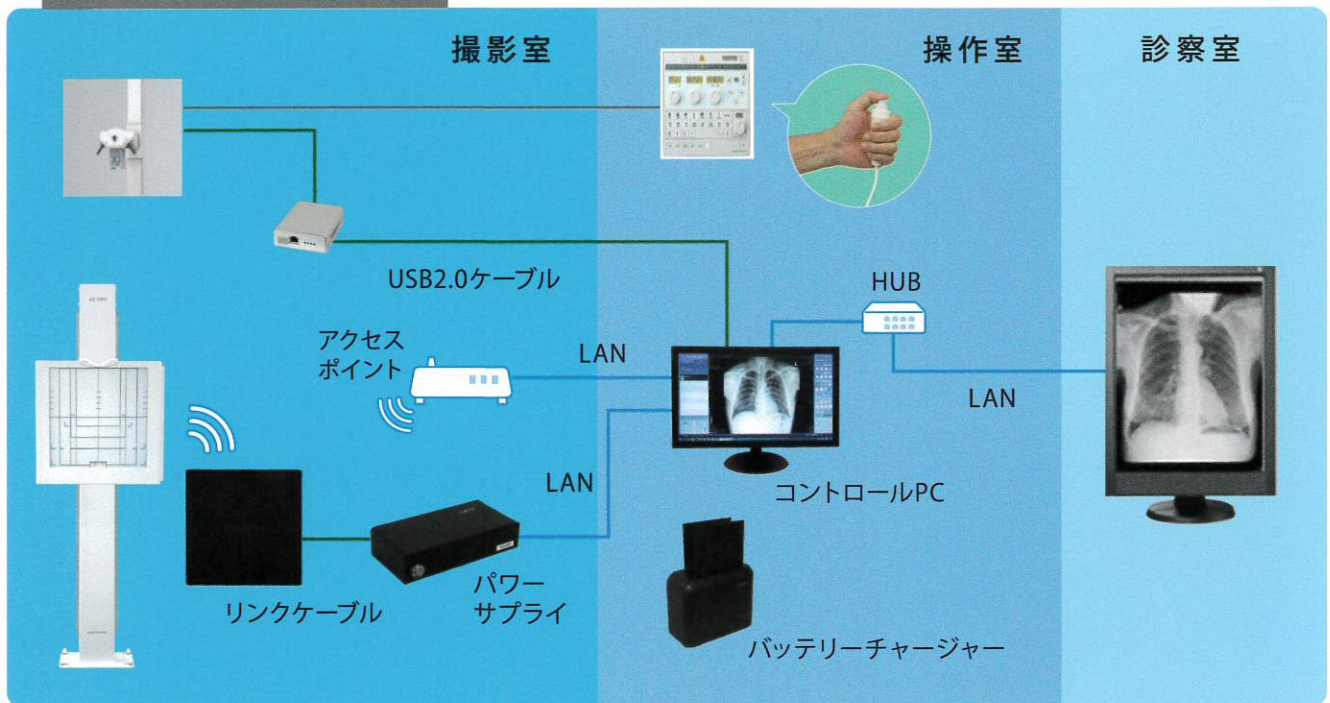 撮影室
操作室
診察室
USB2.0ケーブル
HUB
アクセス
ポイント
LAN
LAN
LAN
コントロールPC
リンクケーブル
パワー
サプライ
バッテリーチャージャー